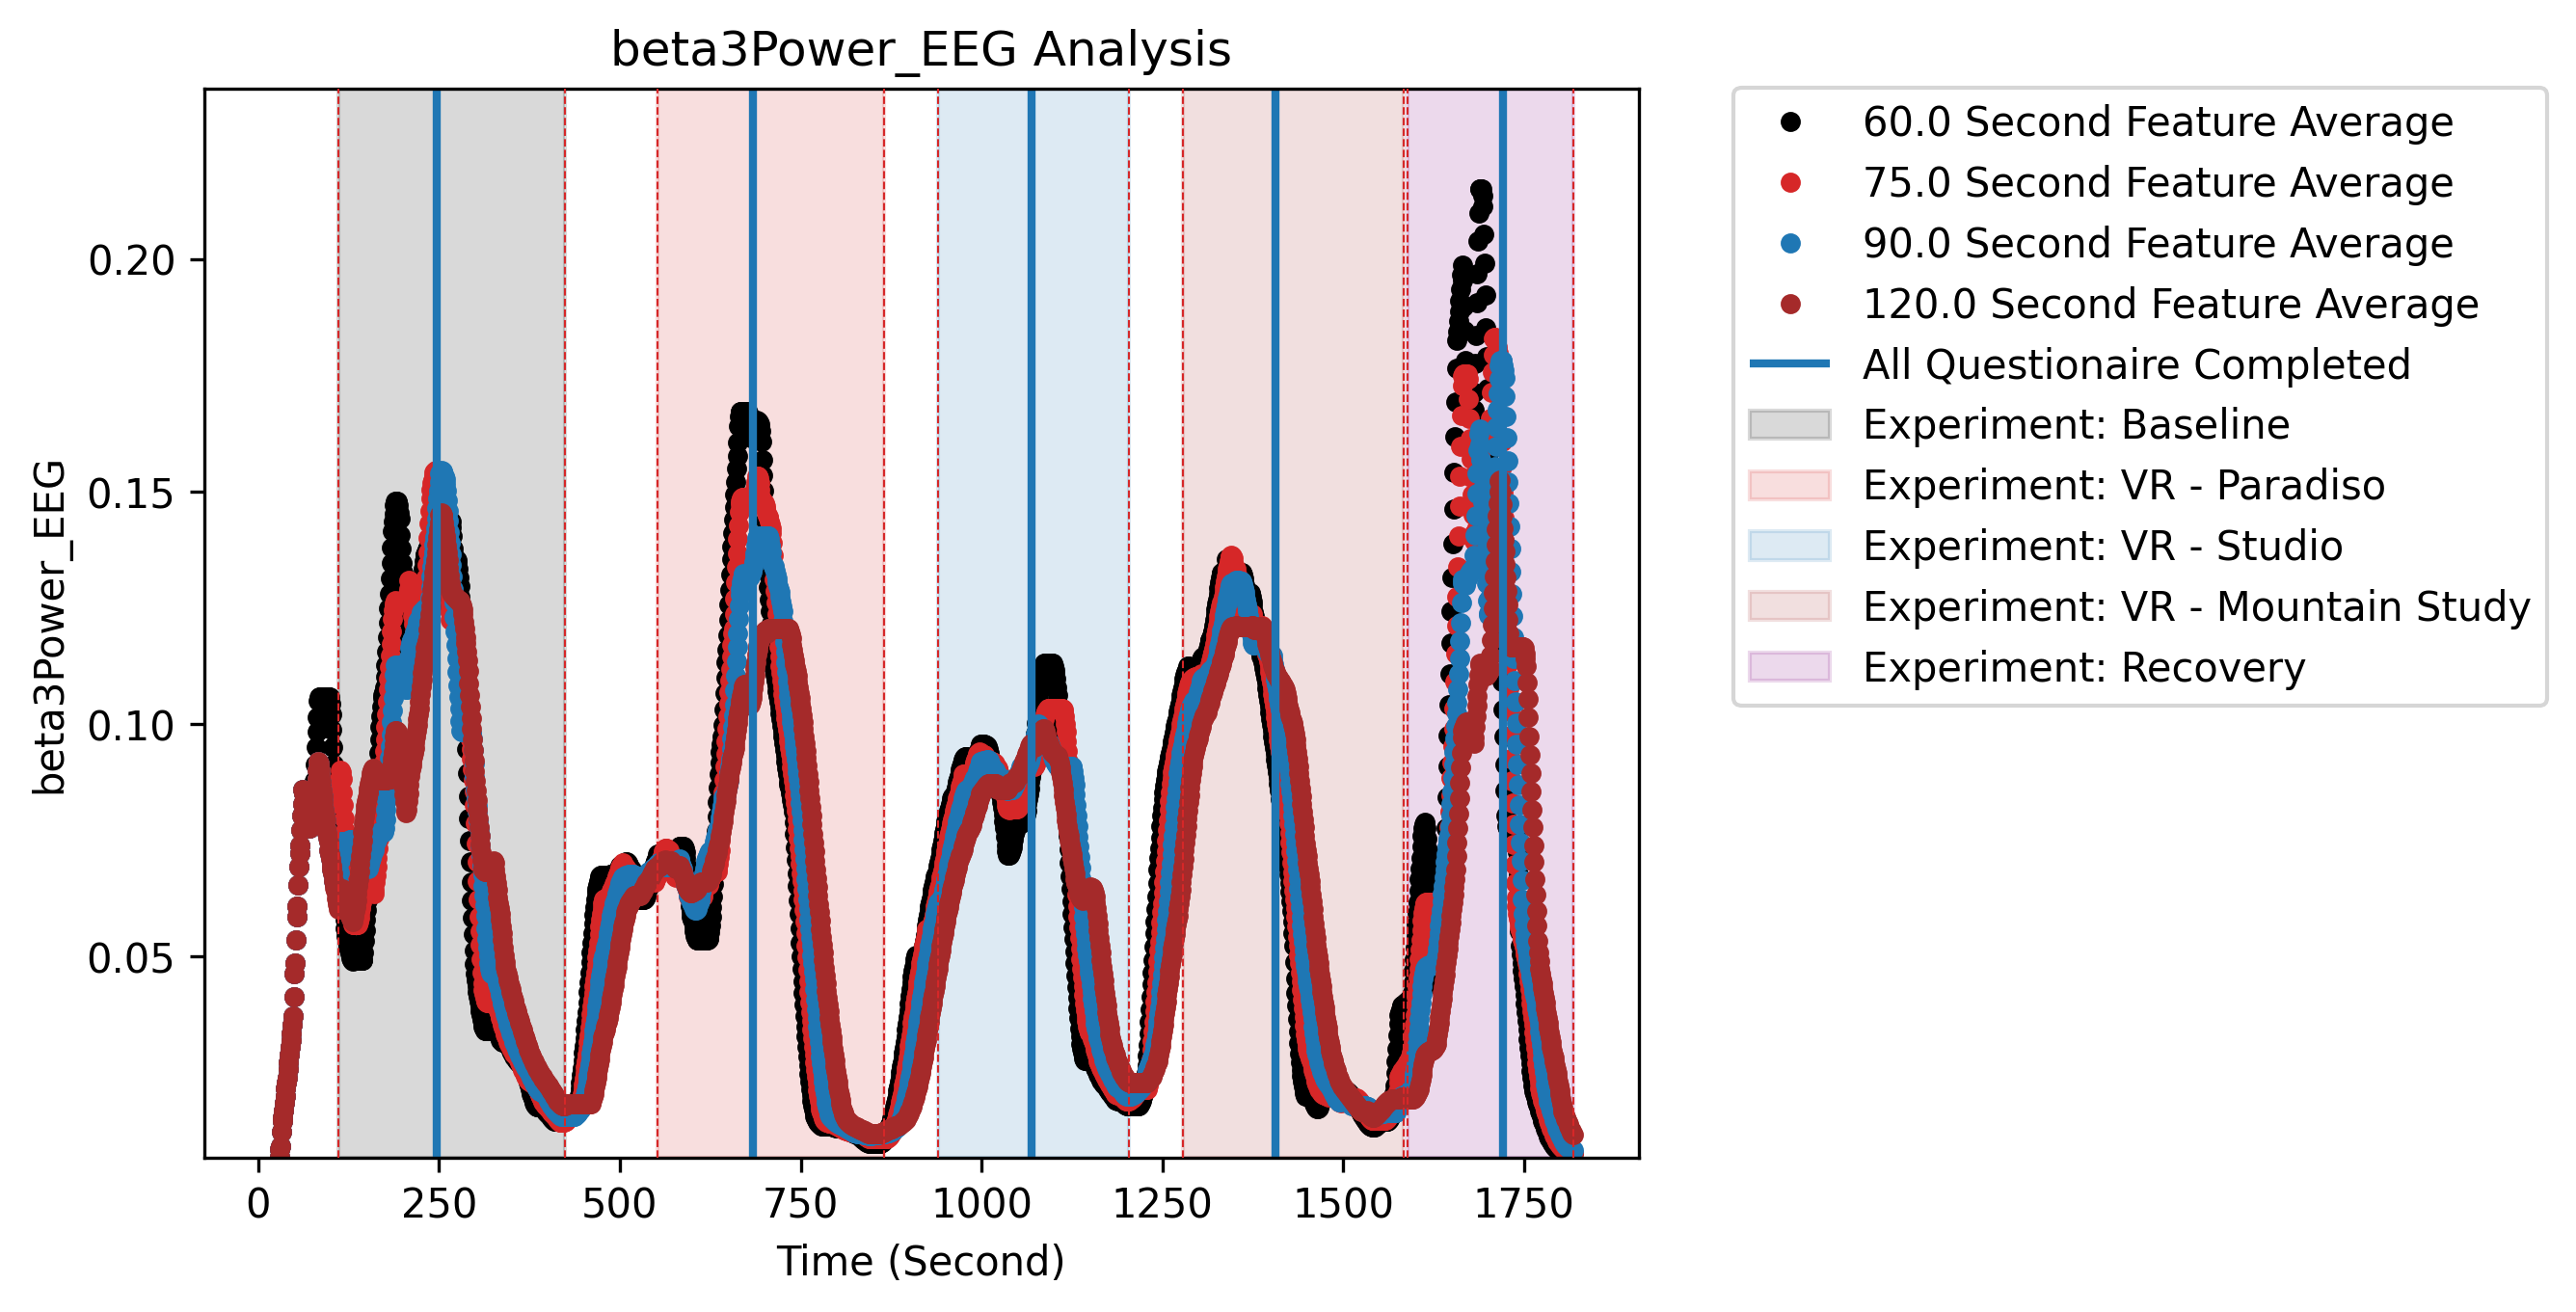 beta3Power_EEG Analysis
0.20
0.15
0.10
0.05
beta3Power_EEG
0 250 500 750 1000 1250 1500 1750
Time (Second)
60.0 Second Feature Average
75.0 Second Feature Average
90.0 Second Feature Average
120.0 Second Feature Average
All Questionaire Completed
Experiment: Baseline
Experiment: VR - Paradiso
Experiment: VR - Studio
Experiment: VR - Mountain Study
Experiment: Recovery